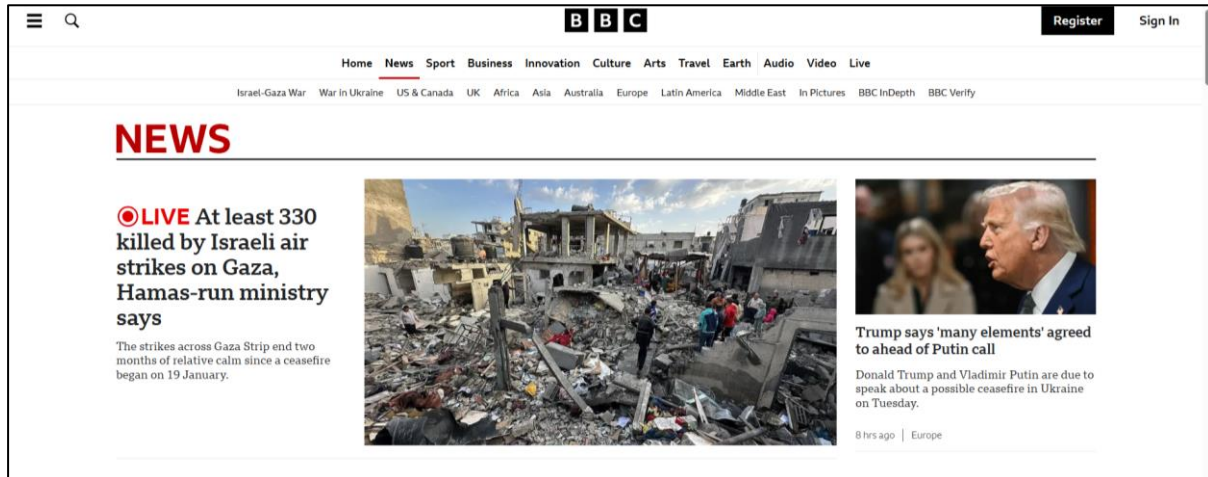 BBC
Register Sign In
Home News Sport Business Innovation Culture Arts Travel Earth Audio Video Live
Israel-Gaza War War in Ukraine US & Canada UK Africa Asia Australia Europe Latin America Middle East In Pictures BBC InDepth BBC Verify
NEWS
LIVE At least 330
killed by Israeli air
strikes on Gaza,
Hamas-run ministry
says
The strikes across Gaza Strip end two
months of relative calm since a ceasefire
began on 19 January.
Trump says 'many elements' agreed
to ahead of Putin call
Donald Trump and Vladimir Putin are due to
speak about a possible ceasefire in Ukraine
on Tuesday.
8 hrs ago | Europe